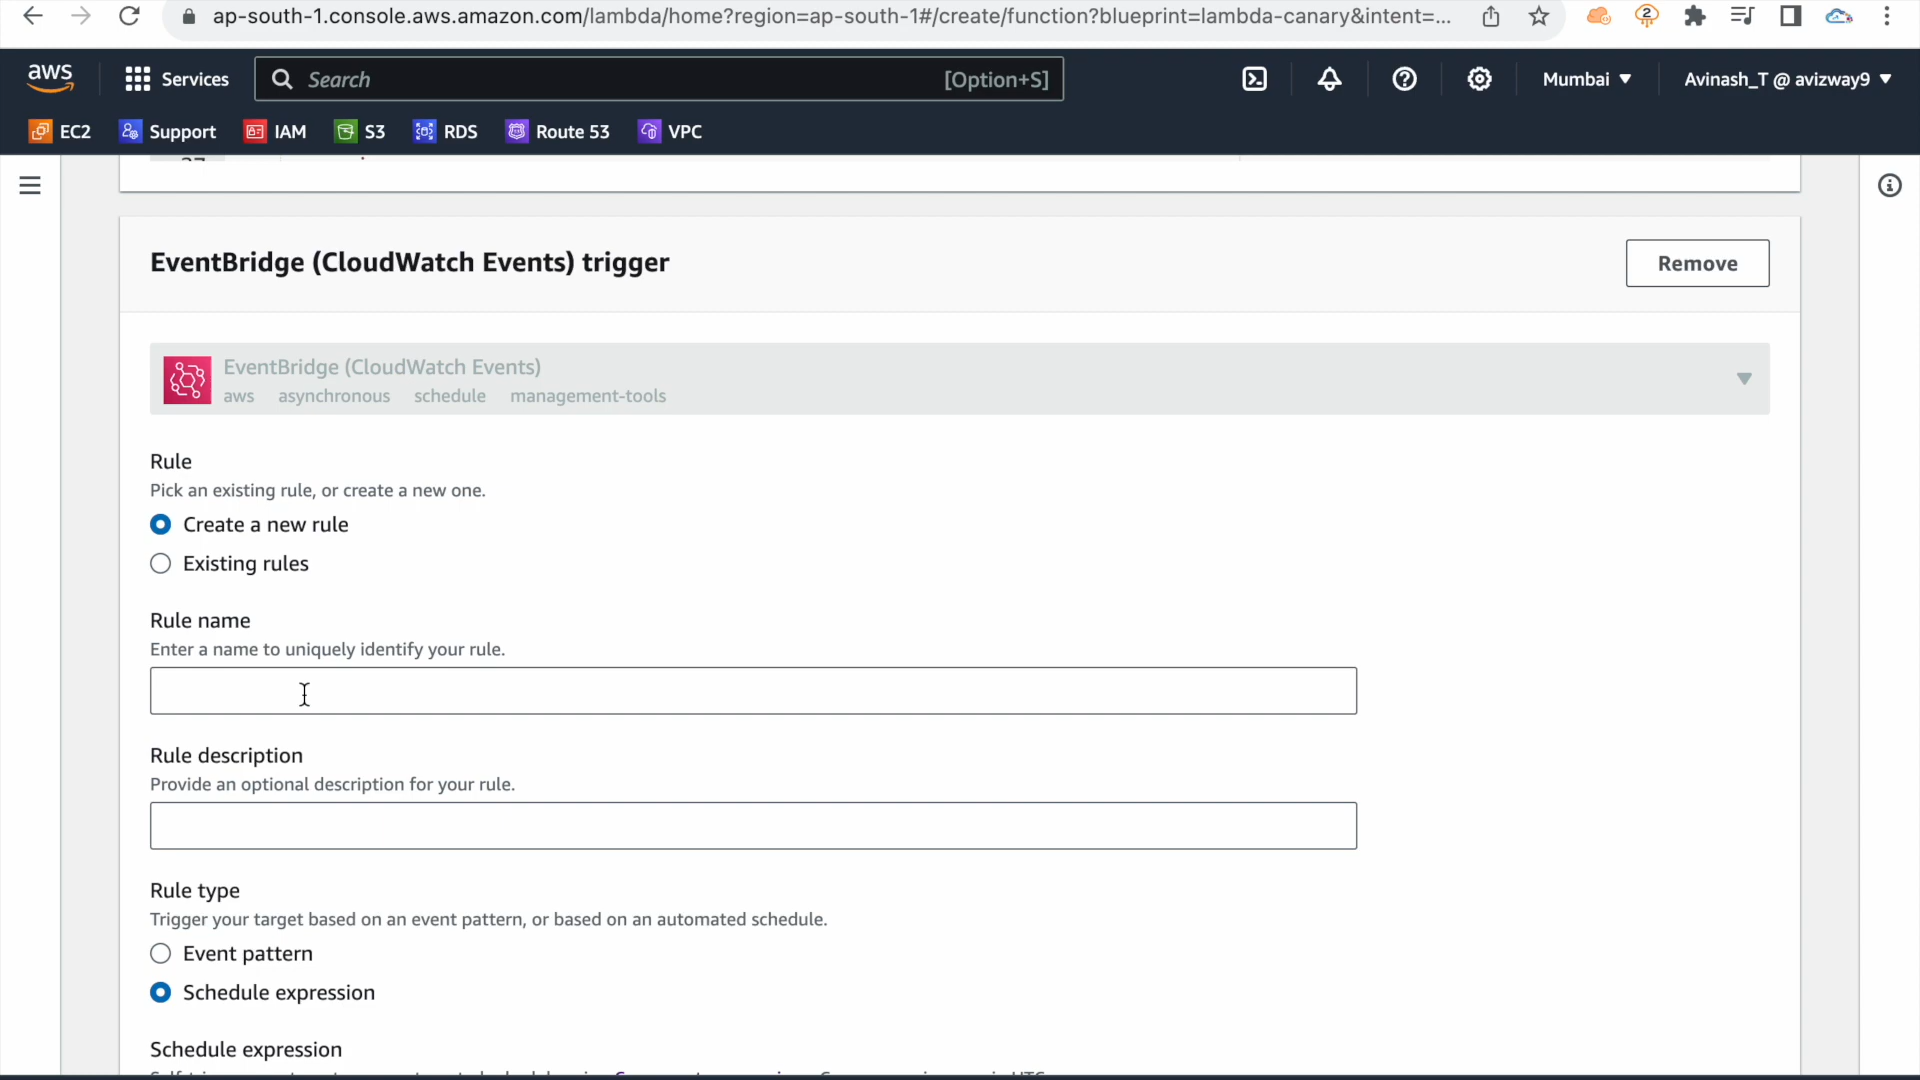 ap-south-1.console.aws.amazon.com/lambda/home?region=ap-south-1#/create/function?blueprint=lambda-canary&intent=...
2
aws
Services
Search
[Option+S]
Mumbai
Avinash_T @ avizway9
EC2
Support
IAM
S3
RDS
Route 53
VPC
EventBridge (CloudWatch Events) trigger
Remove
EventBridge (CloudWatch Events)
aws asynchronous schedule management-tools
Rule
Pick an existing rule, or create a new one.
Create a new rule
Existing rules
Rule name
Enter a name to uniquely identify your rule.
Rule description
Provide an optional description for your rule.
Rule type
Trigger your target based on an event pattern, or based on an automated schedule.
Event pattern
Schedule expression
Schedule expression